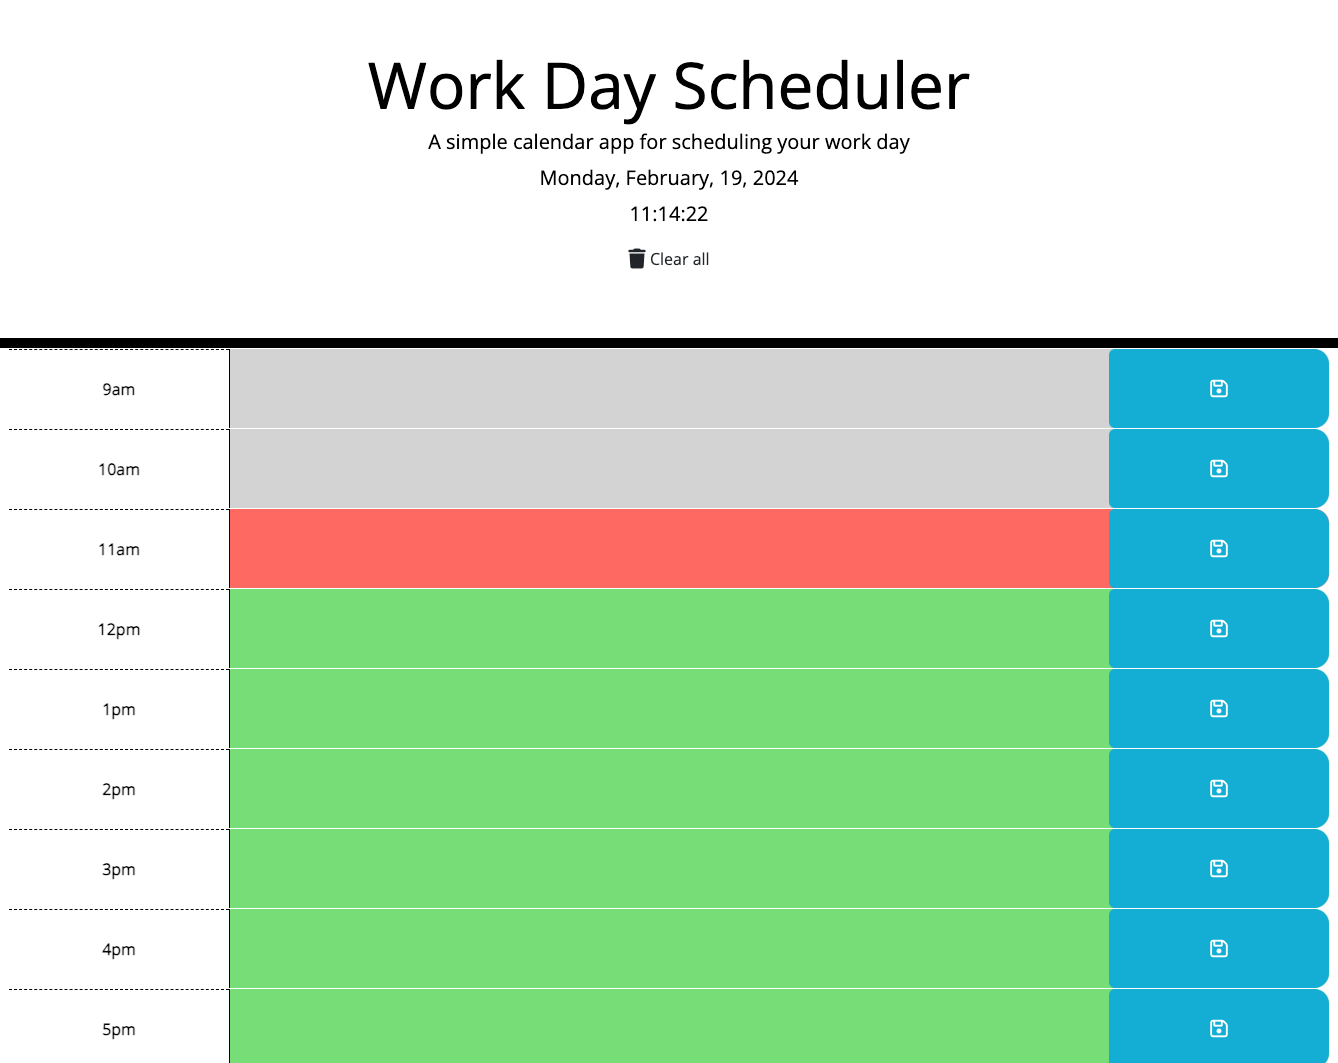 Work Day Scheduler
A simple calendar app for scheduling your work day
Monday, February, 19, 2024
11:14:22
Clear all
9am
10am
11am
12pm
1pm
2pm
3pm
4pm
5pm